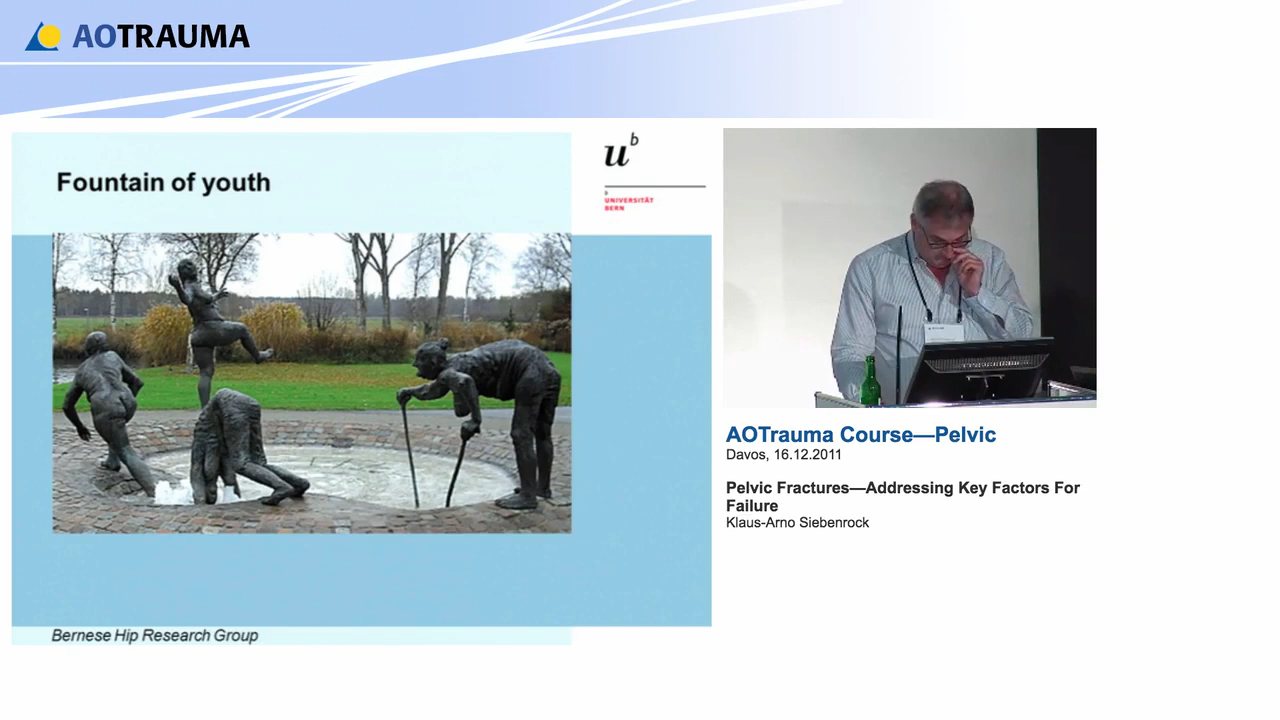 AOTRAUMA
Fountain of youth
u^b
b
UNIVERSITÄT
BERN
Bernese Hip Research Group
AOTrauma Course—Pelvic
Davos, 16.12.2011
Pelvic Fractures—Addressing Key Factors For
Failure
Klaus-Arno Siebenrock